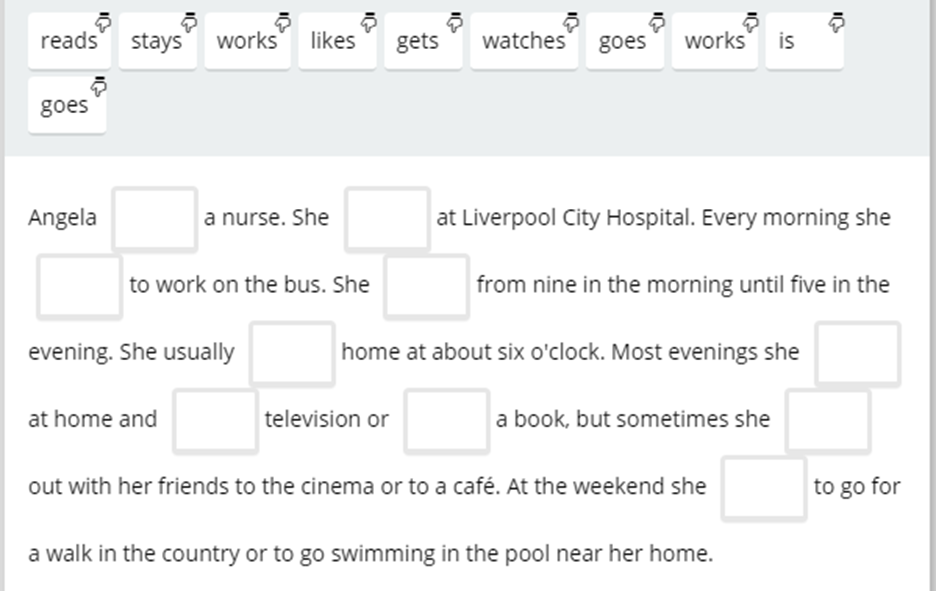 reads stays works likes gets watches goes works is
goes
Angela a nurse. She at Liverpool City Hospital. Every morning she
to work on the bus. She from nine in the morning until five in the
evening. She usually home at about six o'clock. Most evenings she
at home and television or a book, but sometimes she
out with her friends to the cinema or to a café. At the weekend she to go for
a walk in the country or to go swimming in the pool near her home.